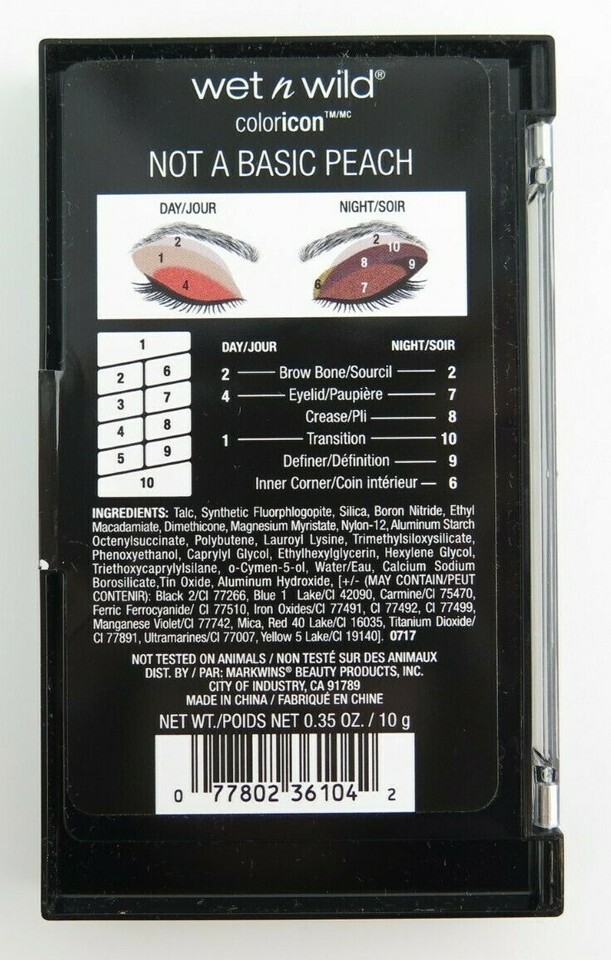 wet n wild®
coloricon™/MC
NOT A BASIC PEACH
DAY/JOUR NIGHT/SOIR
2
1
4
2
10
8
9
6
7
1
2 6
3 7
4 8
5 9
10
DAY/JOUR NIGHT/SOIR
2 Brow Bone/Sourcil 2
4 Eyelid/Paupière 7
Crease/Pli 8
1 Transition 10
Definer/Définition 9
Inner Corner/Coin intérieur 6
INGREDIENTS: Talc, Synthetic Fluorphlogopite, Silica, Boron Nitride, Ethyl
Macadamiate, Dimethicone, Magnesium Myristate, Nylon-12, Aluminum Starch
Octenylsuccinate, Polybutene, Lauroyl Lysine, Trimethylsiloxysilicate,
Phenoxyethanol, Caprylyl Glycol, Ethylhexylglycerin, Hexylene Glycol,
Triethoxycaprylylsilane, o-Cymen-5-ol, Water/Eau, Calcium Sodium
Borosilicate,Tin Oxide, Aluminum Hydroxide, [+/- (MAY CONTAIN/PEUT
CONTENIR): Black 2/CI 77266, Blue 1 Lake/CI 42090, Carmine/CI 75470,
Ferric Ferrocyanide/ CI 77510, Iron Oxides/CI 77491, CI 77492, CI 77499,
Manganese Violet/CI 77742, Mica, Red 40 Lake/CI 16035, Titanium Dioxide/
CI 77891, Ultramarines/CI 77007, Yellow 5 Lake/CI 19140]. 0717
NOT TESTED ON ANIMALS / NON TESTÉ SUR DES ANIMAUX
DIST. BY / PAR: MARKWINS® BEAUTY PRODUCTS, INC.
CITY OF INDUSTRY, CA 91789
MADE IN CHINA / FABRIQUÉ EN CHINE
NET WT./POIDS NET 0.35 OZ. / 10 g
0 77802 36104 2